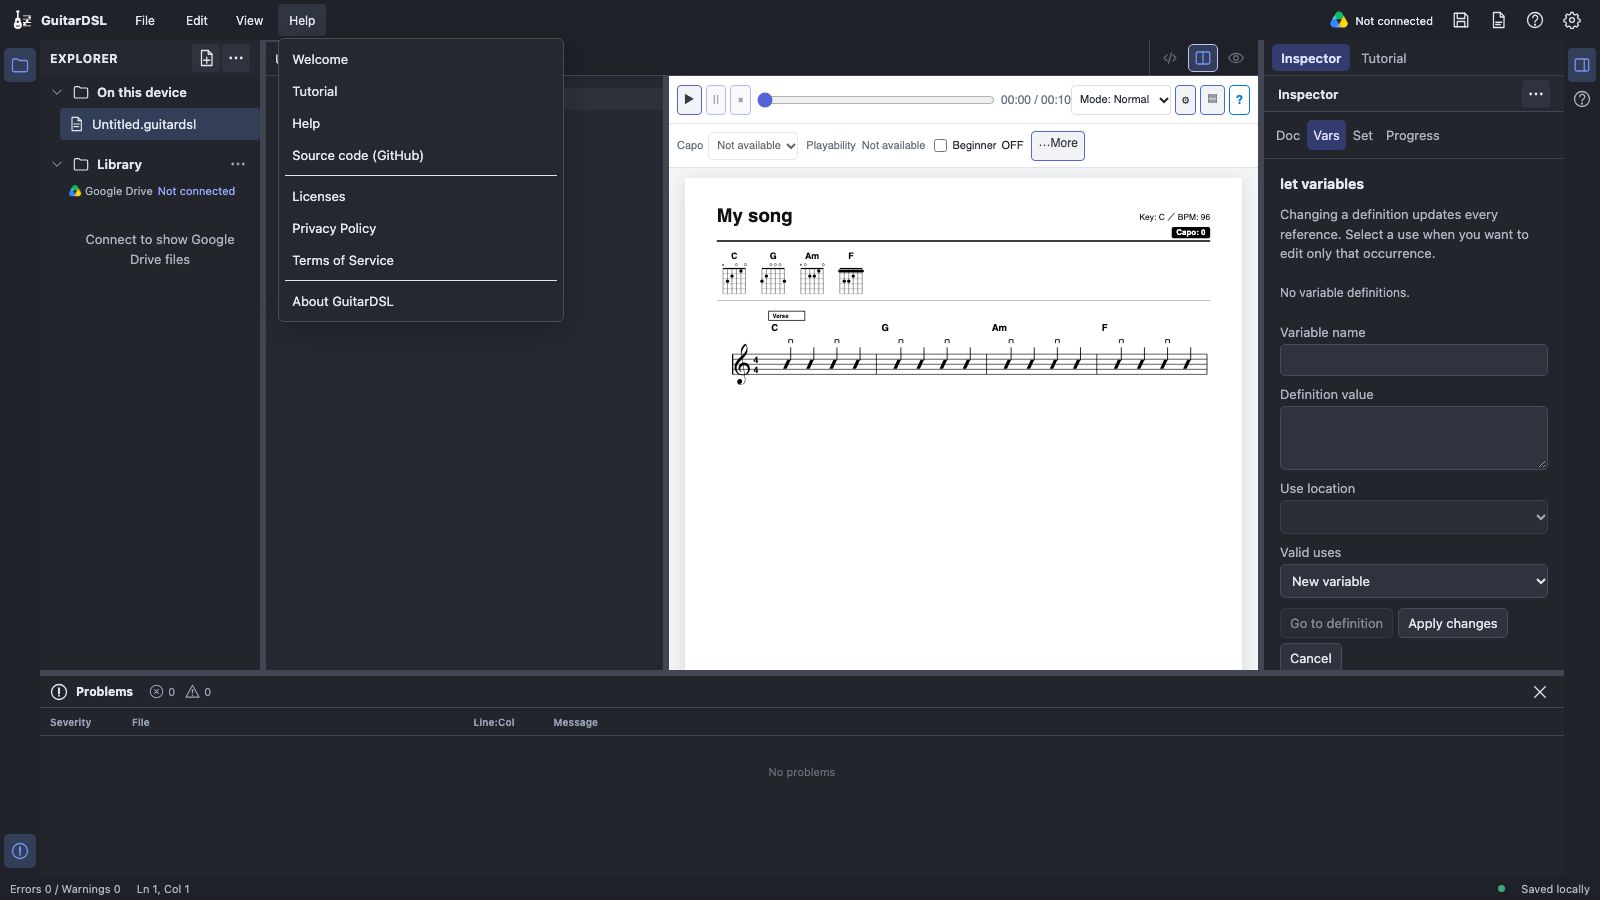 GuitarDSL File Edit View Help Not connected
EXPLORER
Inspector Tutorial
Welcome
Tutorial
Help
Source code (GitHub)
Licenses
Privacy Policy
Terms of Service
About GuitarDSL
On this device
Untitled.guitardsl
Library
Google Drive Not connected
Connect to show Google
Drive files
00:00 / 00:10 Mode: Normal ?
Capo Not available Playability Not available Beginner OFF ...More
My song
Key: C / BPM: 96
Capo: 0
C G Am F
Verse
C G Am F
4
4
Inspector
Doc Vars Set Progress
let variables
Changing a definition updates every
reference. Select a use when you want to
edit only that occurrence.
No variable definitions.
Variable name
Definition value
Use location
Valid uses
New variable
Go to definition Apply changes
Cancel
Problems 0 0
Severity File Line:Col Message
No problems
Errors 0 / Warnings 0 Ln 1, Col 1 Saved locally